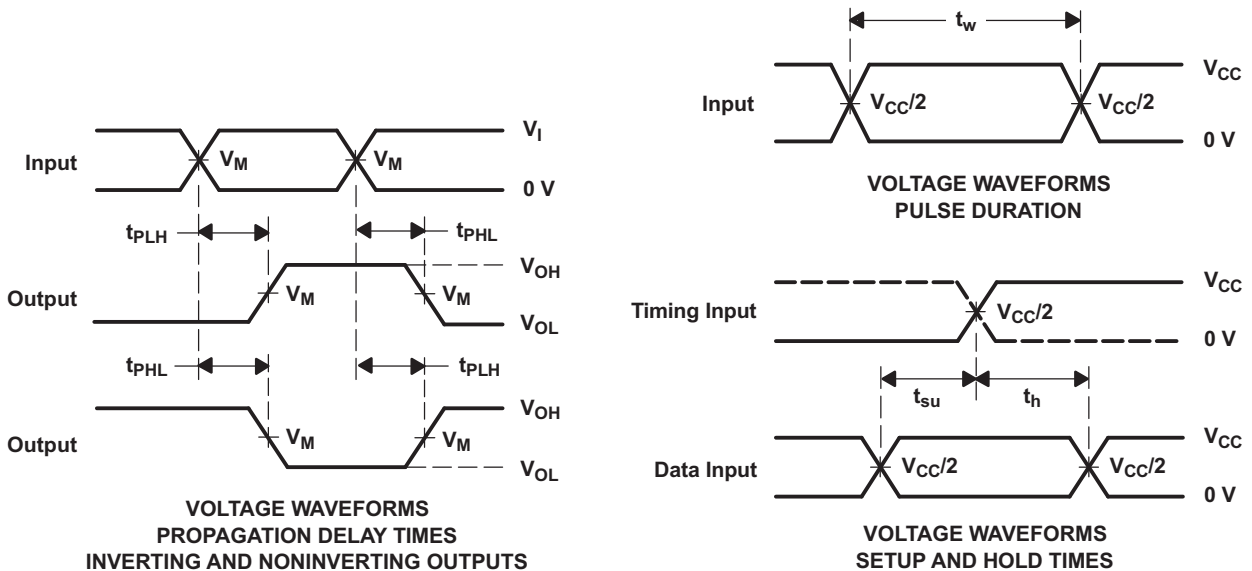 Input
V_I
V_M
V_M
0 V
t_PLH
t_PHL
V_OH
Output
V_M
V_M
V_OL
t_PHL
t_PLH
V_OH
Output
V_M
V_M
V_OL
VOLTAGE WAVEFORMS
PROPAGATION DELAY TIMES
INVERTING AND NONINVERTING OUTPUTS
t_w
V_CC
Input
V_CC/2
V_CC/2
0 V
VOLTAGE WAVEFORMS
PULSE DURATION
V_CC
Timing Input
V_CC/2
0 V
t_su
t_h
V_CC
Data Input
V_CC/2
V_CC/2
0 V
VOLTAGE WAVEFORMS
SETUP AND HOLD TIMES